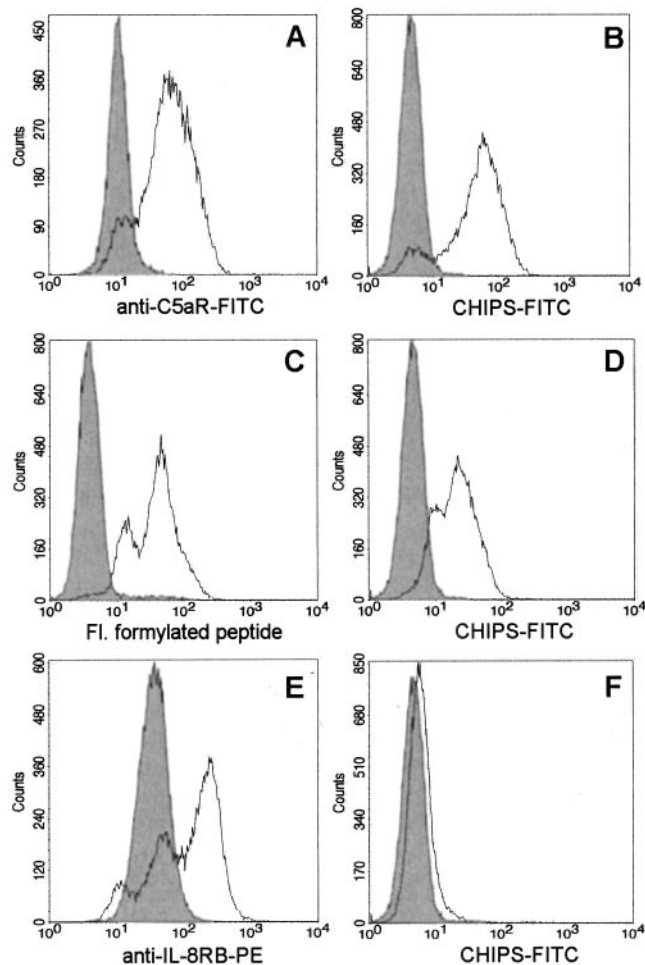 A
Counts
450
360
270
180
90
0
10⁰ 10¹ 10² 10³ 10⁴
anti-C5aR-FITC
B
Counts
800
640
480
320
160
0
10⁰ 10¹ 10² 10³ 10⁴
CHIPS-FITC
C
Counts
800
640
480
320
160
0
10⁰ 10¹ 10² 10³ 10⁴
Fl. formylated peptide
D
Counts
800
640
480
320
160
0
10⁰ 10¹ 10² 10³ 10⁴
CHIPS-FITC
E
Counts
600
480
360
240
120
0
10⁰ 10¹ 10² 10³ 10⁴
anti-IL-8RB-PE
F
Counts
850
680
510
340
170
0
10⁰ 10¹ 10² 10³ 10⁴
CHIPS-FITC